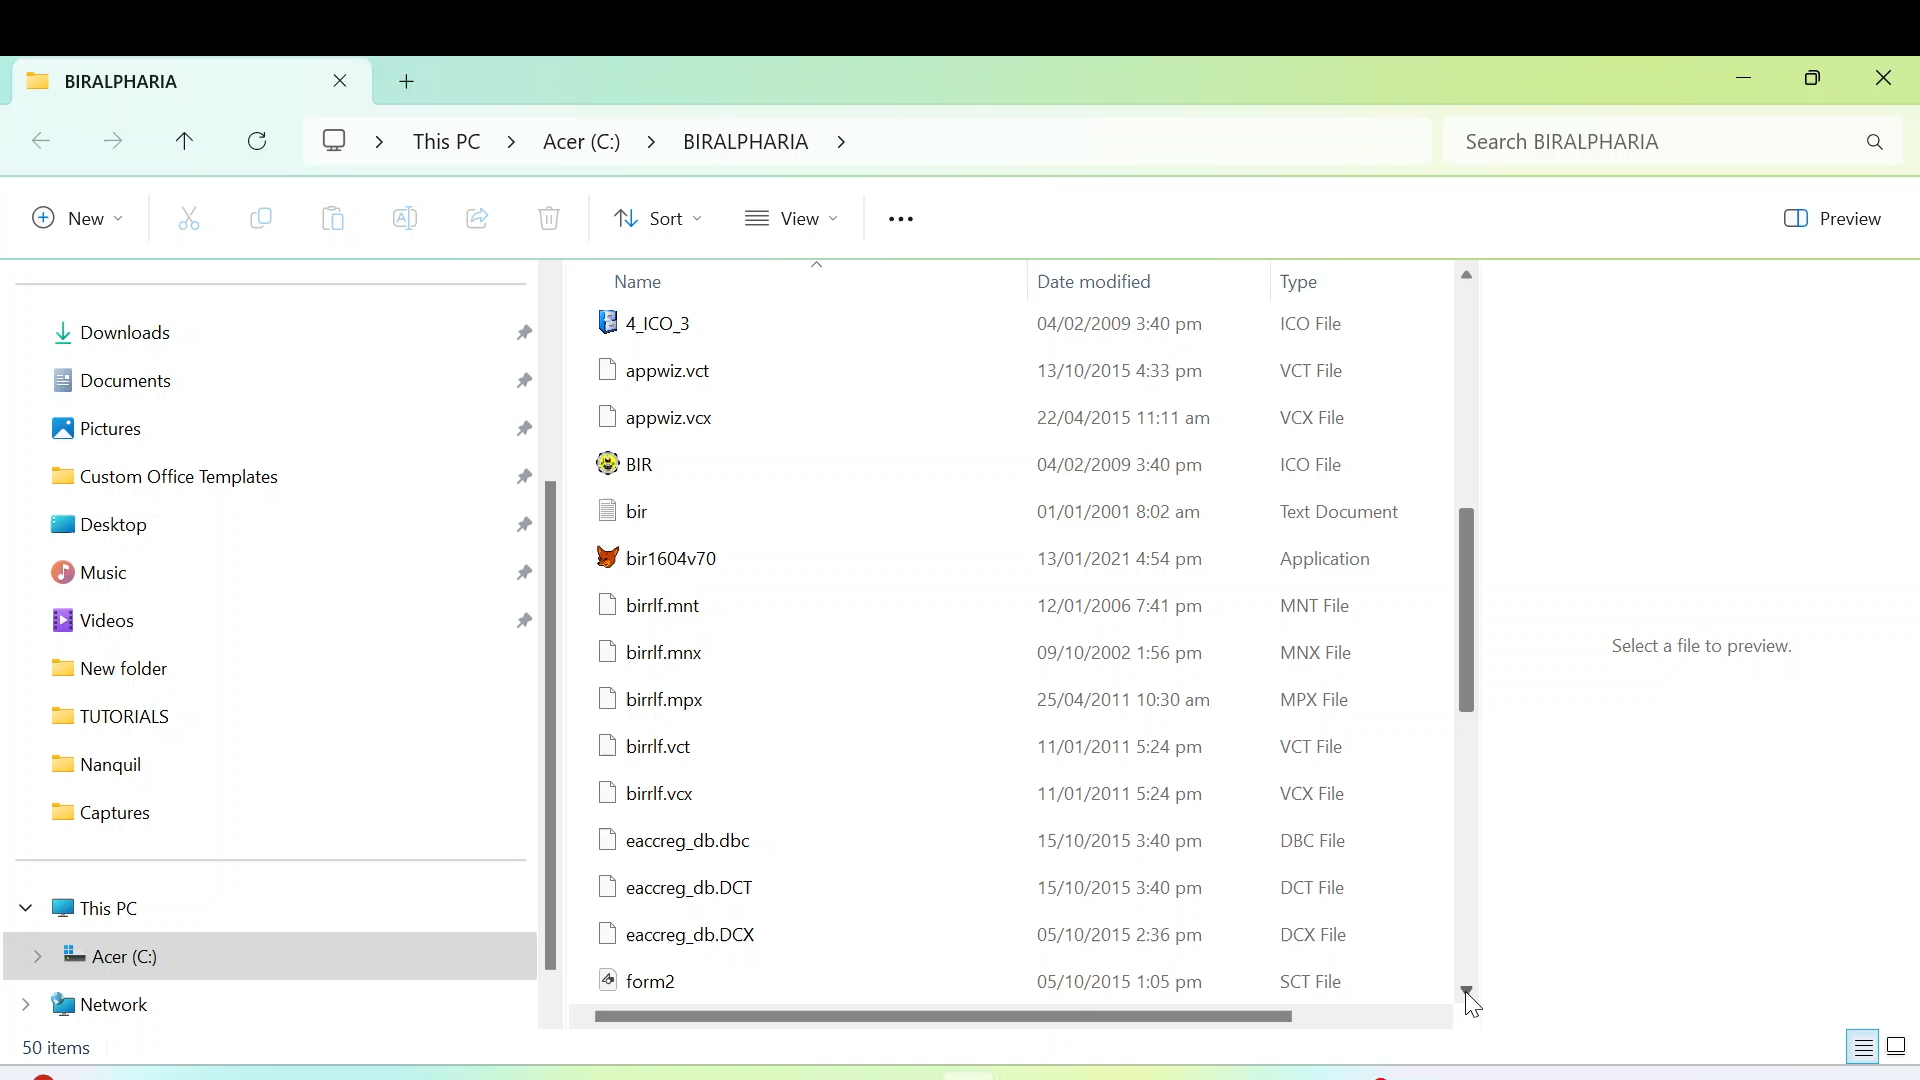 BIRALPHARIA
This PC > Acer (C:) > BIRALPHARIA >
Search BIRALPHARIA
New
Sort
View
Preview
Downloads
Documents
Pictures
Custom Office Templates
Desktop
Music
Videos
New folder
TUTORIALS
Nanquil
Captures
This PC
Acer (C:)
Network
Name Date modified Type
4_ICO_3 04/02/2009 3:40 pm ICO File
appwiz.vct 13/10/2015 4:33 pm VCT File
appwiz.vcx 22/04/2015 11:11 am VCX File
BIR 04/02/2009 3:40 pm ICO File
bir 01/01/2001 8:02 am Text Document
bir1604v70 13/01/2021 4:54 pm Application
birrlf.mnt 12/01/2006 7:41 pm MNT File
birrlf.mnx 09/10/2002 1:56 pm MNX File
birrlf.mpx 25/04/2011 10:30 am MPX File
birrlf.vct 11/01/2011 5:24 pm VCT File
birrlf.vcx 11/01/2011 5:24 pm VCX File
eaccreg_db.dbc 15/10/2015 3:40 pm DBC File
eaccreg_db.DCT 15/10/2015 3:40 pm DCT File
eaccreg_db.DCX 05/10/2015 2:36 pm DCX File
form2 05/10/2015 1:05 pm SCT File
Select a file to preview.
50 items